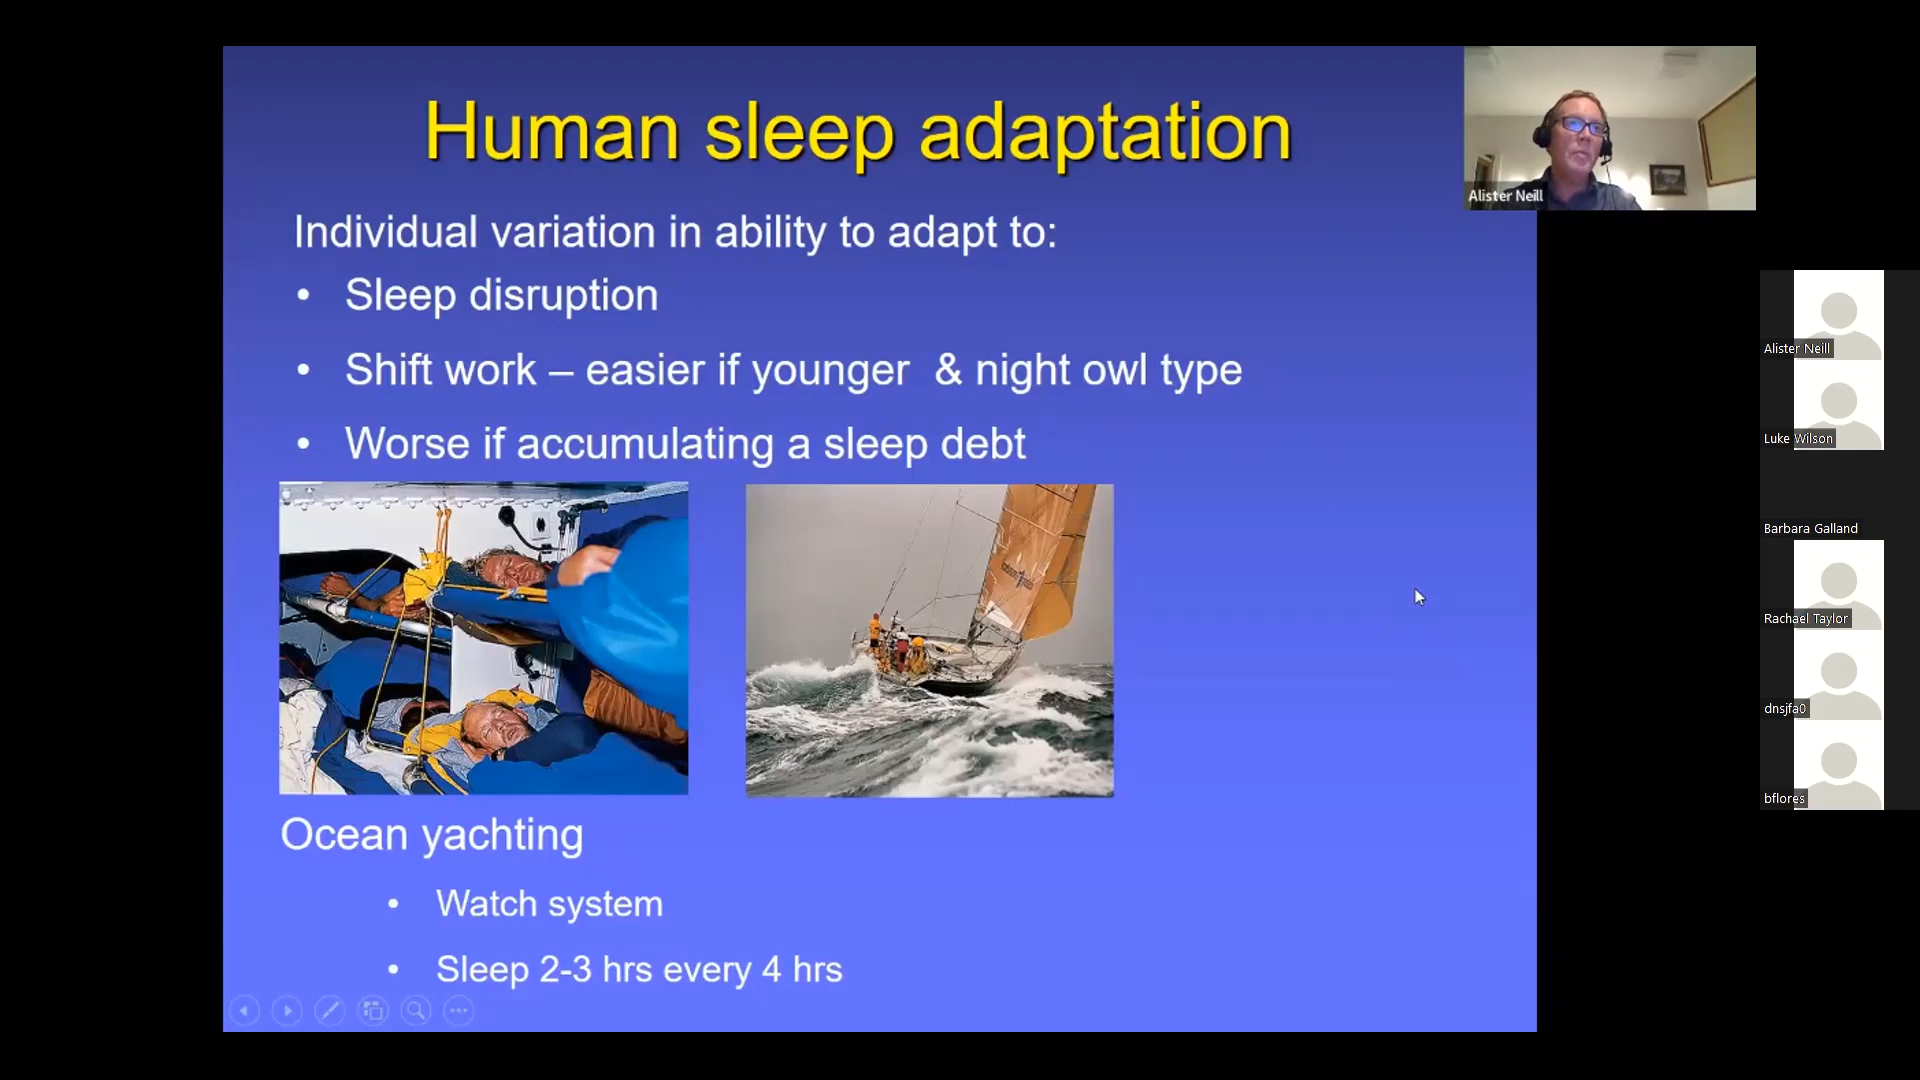 Human sleep adaptation
Individual variation in ability to adapt to:
• Sleep disruption
• Shift work – easier if younger & night owl type
• Worse if accumulating a sleep debt
Ocean yachting
• Watch system
• Sleep 2-3 hrs every 4 hrs
Alister Neill
Alister Neill
Luke Wilson
Barbara Galland
Rachael Taylor
dnsjfa0
bflores